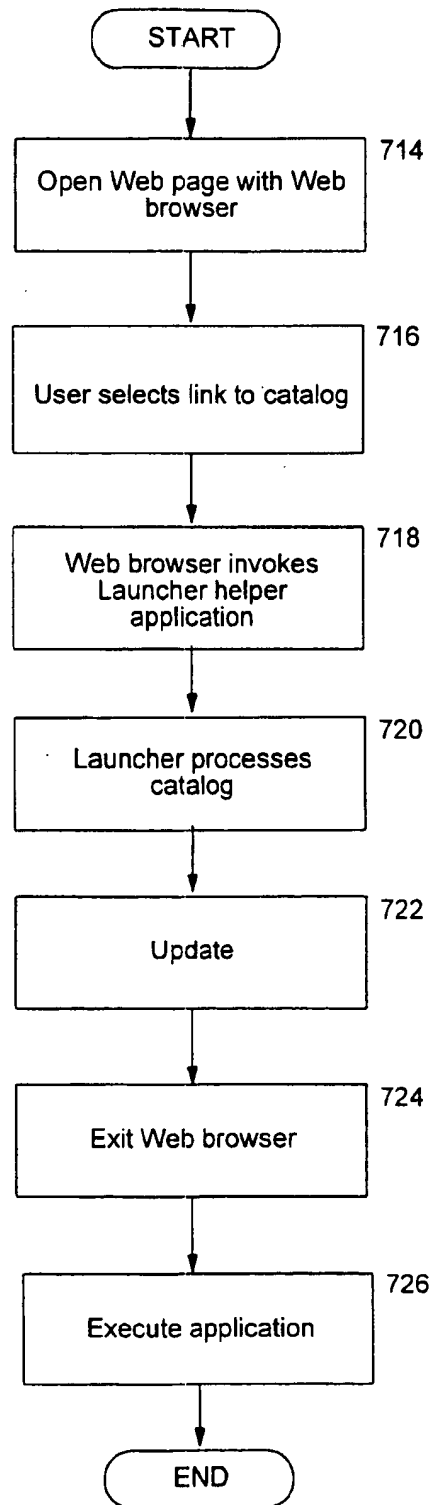 START
714
Open Web page with Web
browser
716
User selects link to catalog
718
Web browser invokes
Launcher helper
application
720
Launcher processes
catalog
722
Update
724
Exit Web browser
726
Execute application
END